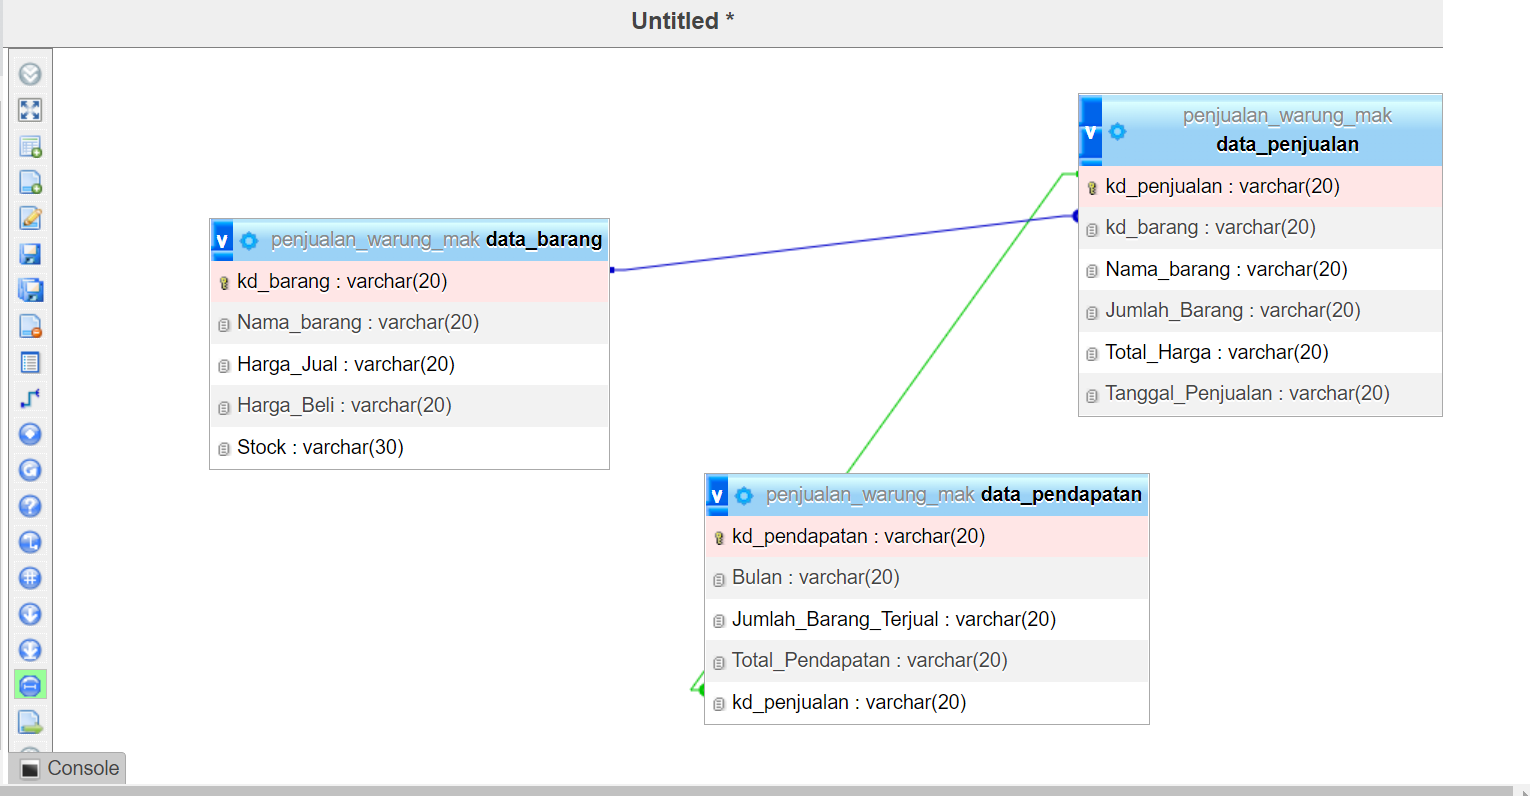 Untitled *
penjualan_warung_mak
data_penjualan
kd_penjualan : varchar(20)
kd_barang : varchar(20)
Nama_barang : varchar(20)
Jumlah_Barang : varchar(20)
Total_Harga : varchar(20)
Tanggal_Penjualan : varchar(20)
v penjualan_warung_mak data_barang
kd_barang : varchar(20)
Nama_barang : varchar(20)
Harga_Jual : varchar(20)
Harga_Beli : varchar(20)
Stock : varchar(30)
v penjualan_warung_mak data_pendapatan
kd_pendapatan : varchar(20)
Bulan : varchar(20)
Jumlah_Barang_Terjual : varchar(20)
Total_Pendapatan : varchar(20)
kd_penjualan : varchar(20)
Console